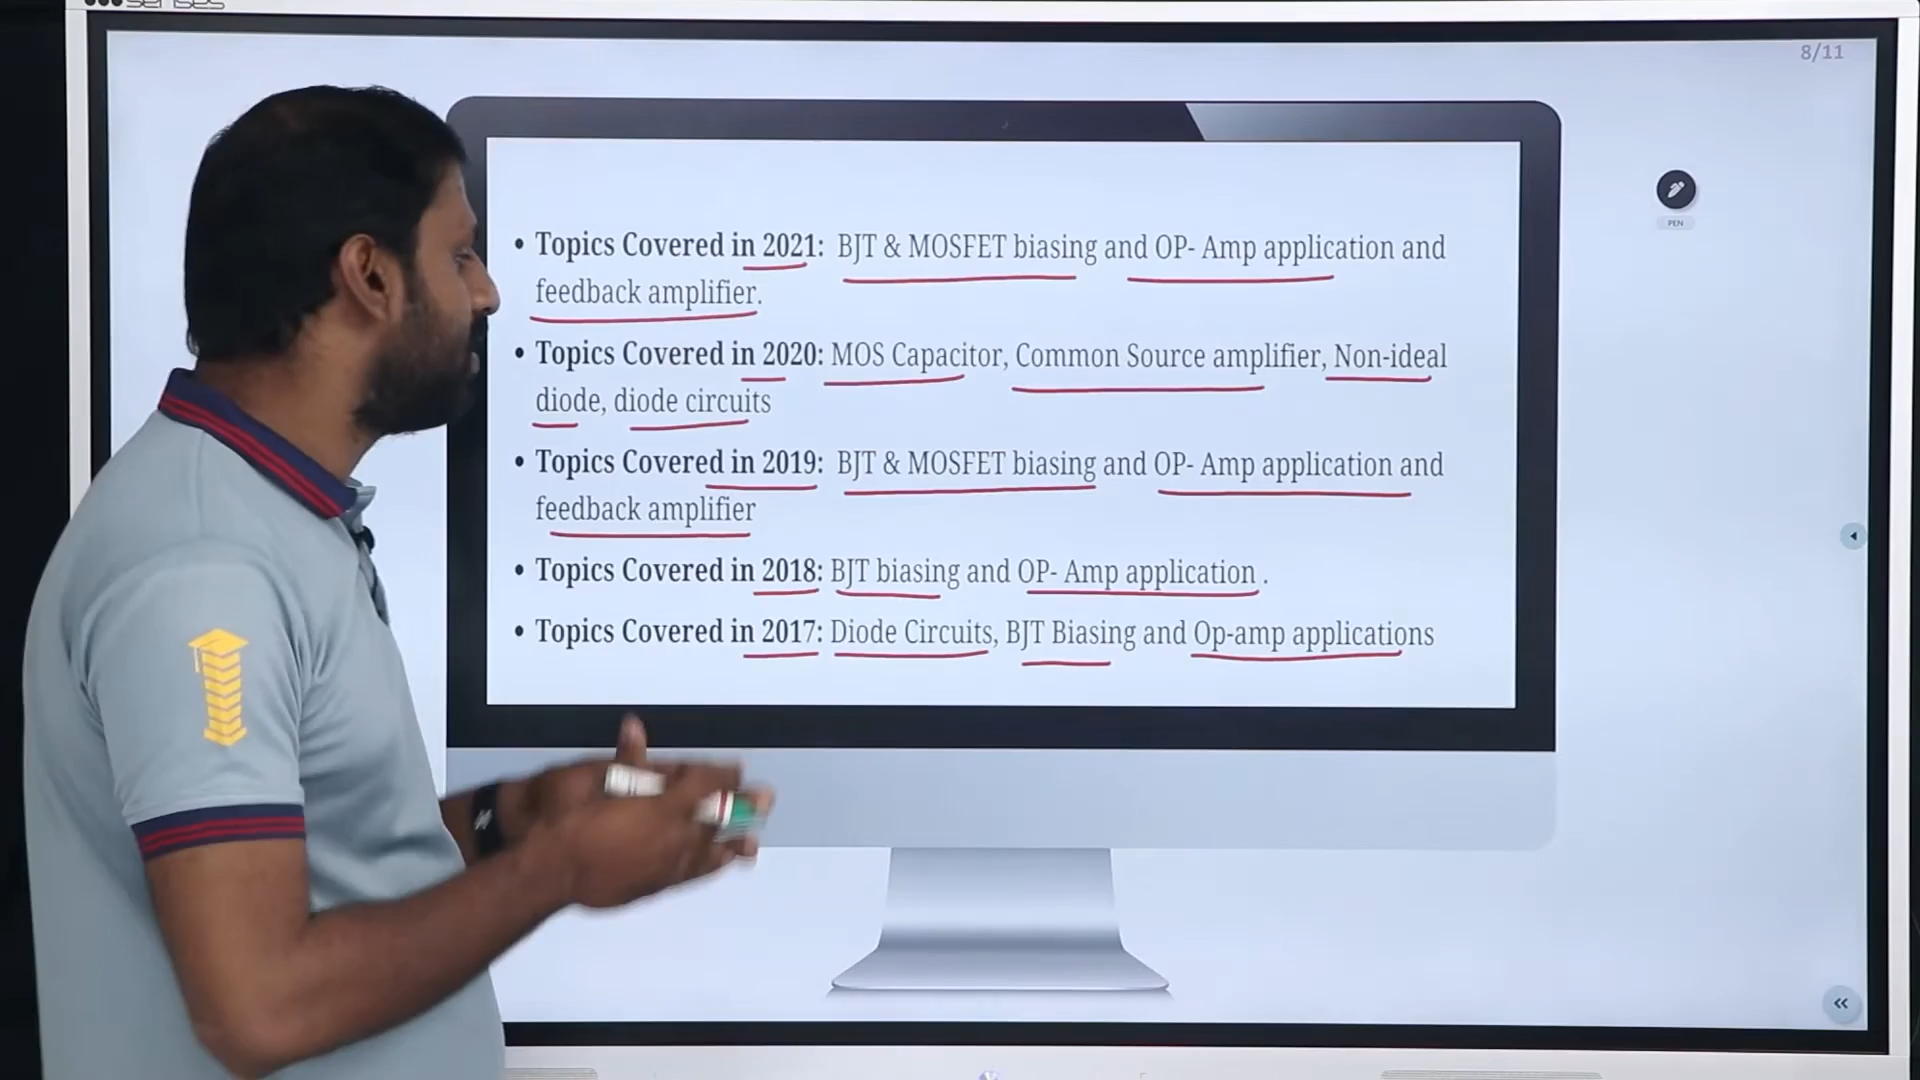 senses
8/11
PEN
• Topics Covered in 2021: BJT & MOSFET biasing and OP- Amp application and
feedback amplifier.
• Topics Covered in 2020: MOS Capacitor, Common Source amplifier, Non-ideal
diode, diode circuits
• Topics Covered in 2019: BJT & MOSFET biasing and OP- Amp application and
feedback amplifier
• Topics Covered in 2018: BJT biasing and OP- Amp application .
• Topics Covered in 2017: Diode Circuits, BJT Biasing and Op-amp applications